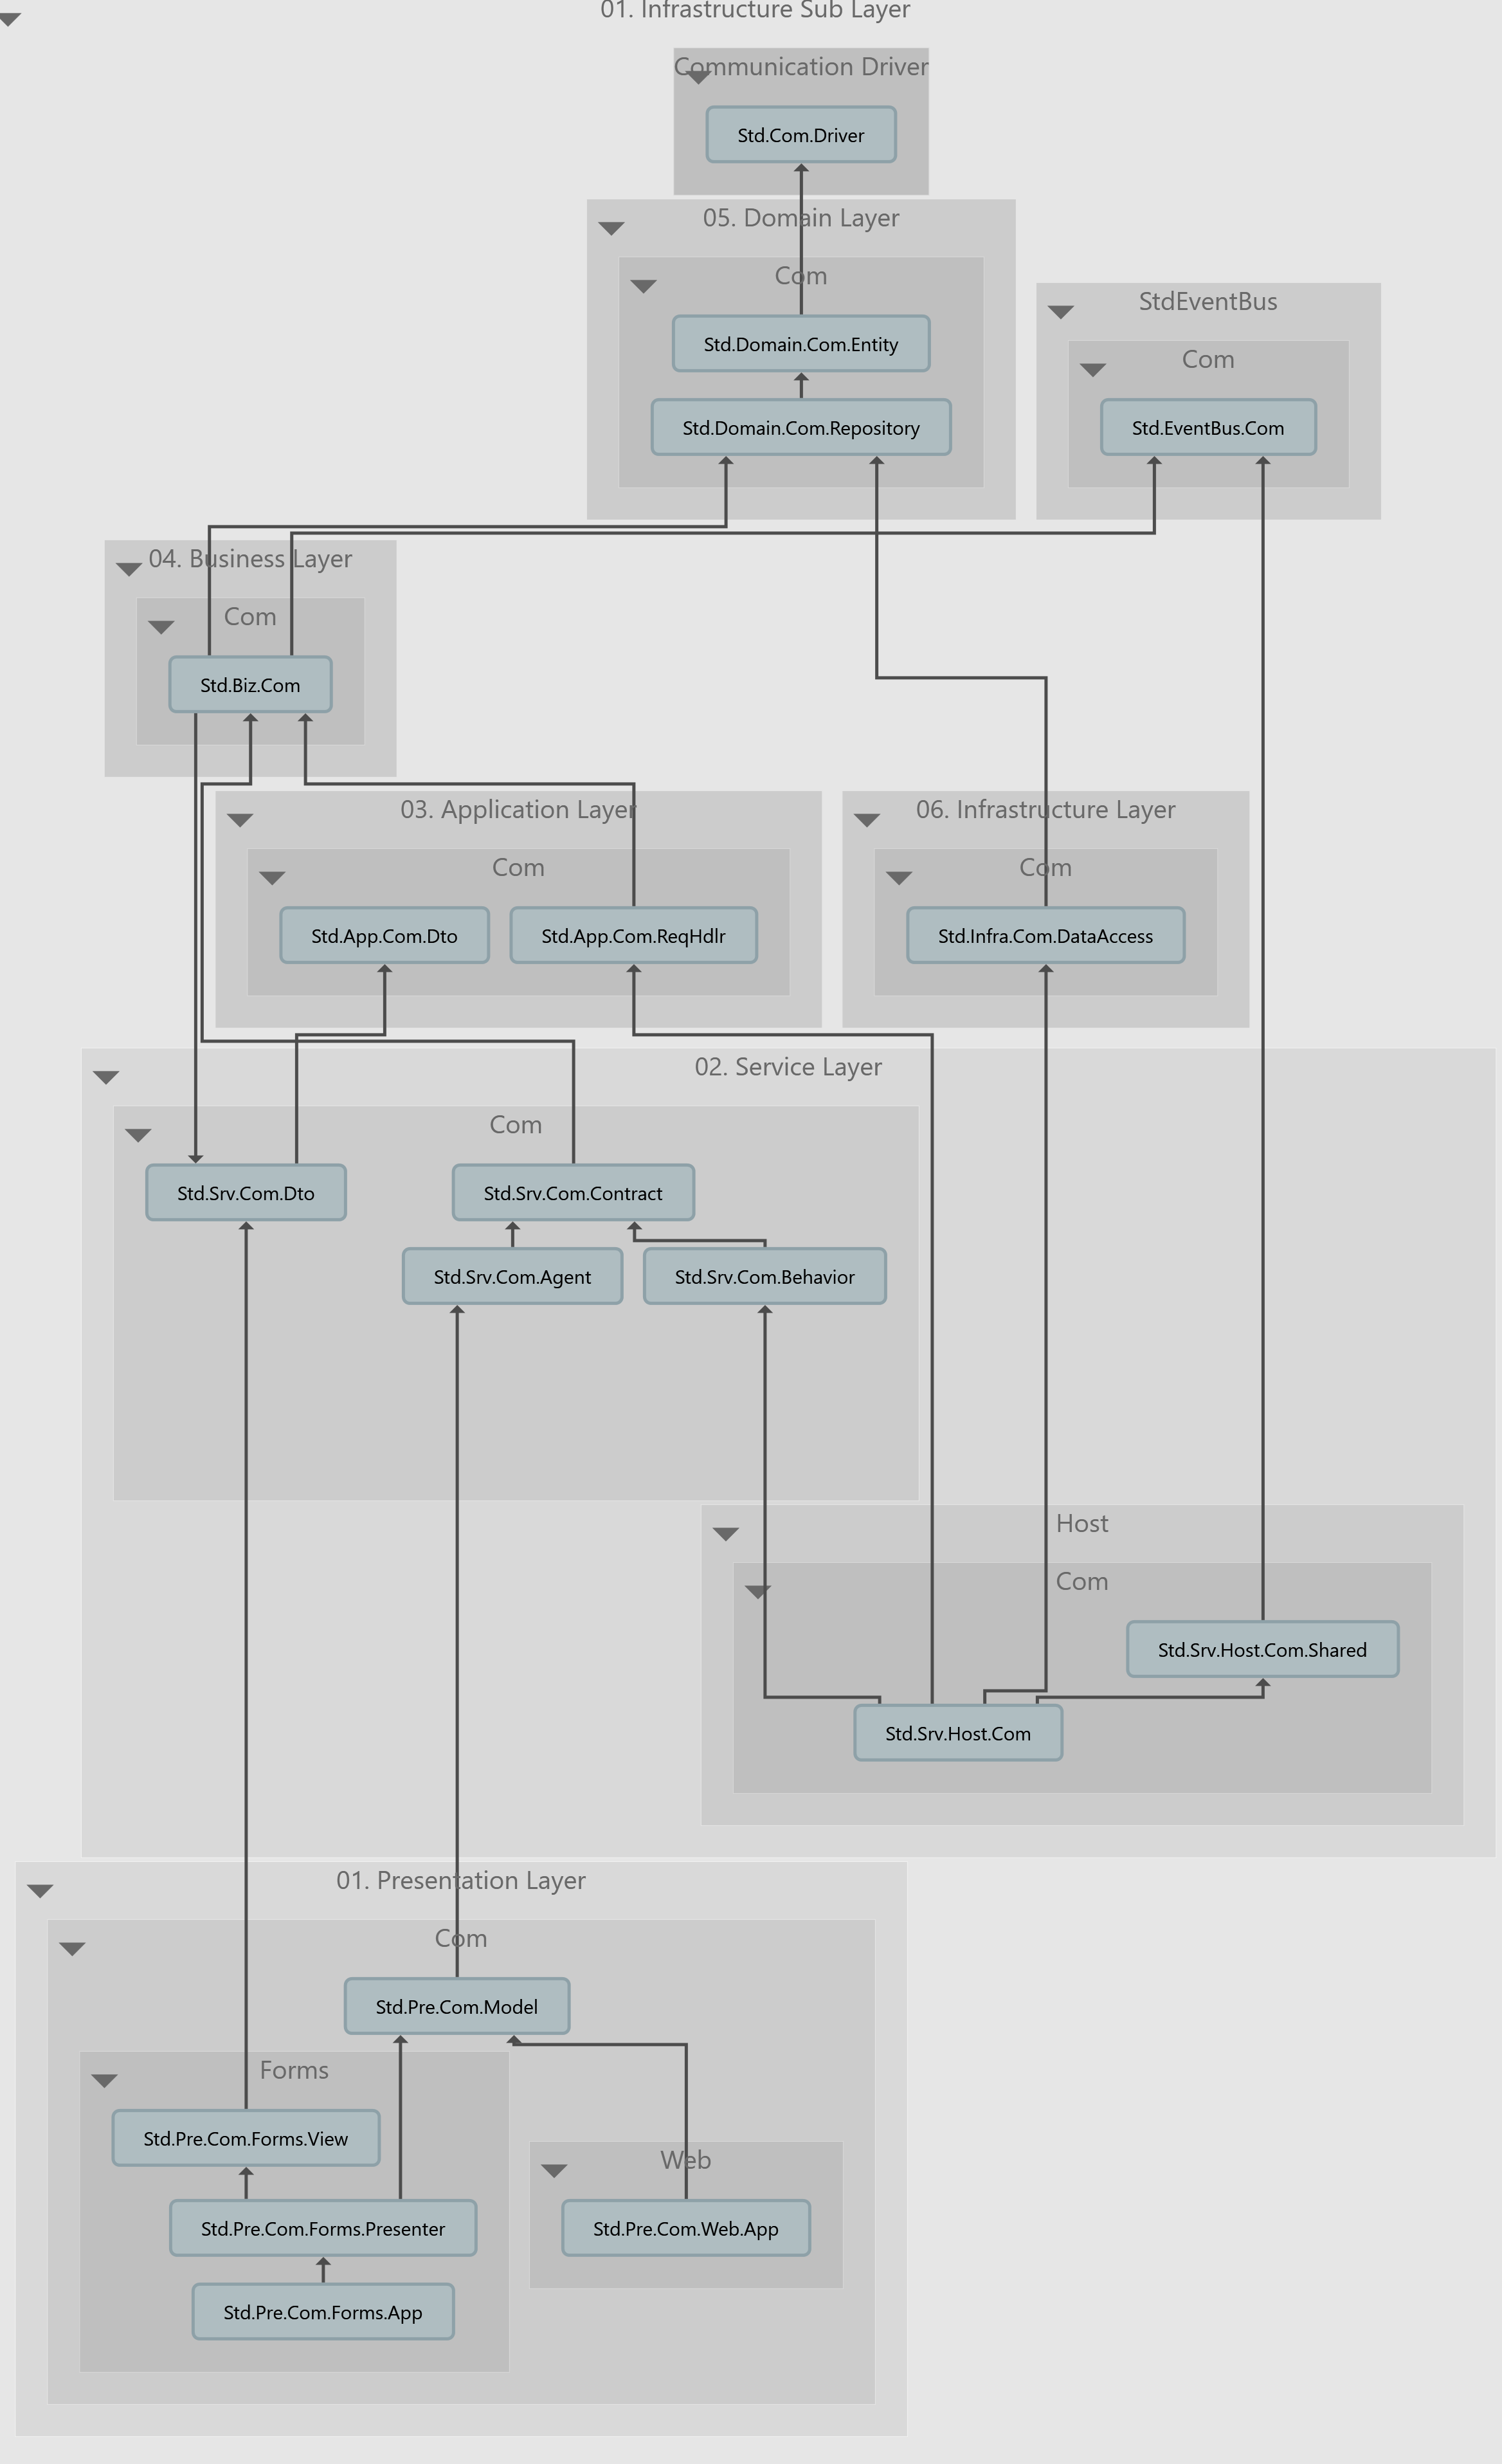 01. Infrastructure Sub Layer
Communication Driver
Std.Com.Driver
05. Domain Layer
Com
Std.Domain.Com.Entity
Std.Domain.Com.Repository
StdEventBus
Com
Std.EventBus.Com
04. Business Layer
Com
Std.Biz.Com
03. Application Layer
Com
Std.App.Com.Dto
Std.App.Com.ReqHdlr
06. Infrastructure Layer
Com
Std.Infra.Com.DataAccess
02. Service Layer
Com
Std.Srv.Com.Dto
Std.Srv.Com.Contract
Std.Srv.Com.Agent
Std.Srv.Com.Behavior
Host
Com
Std.Srv.Host.Com.Shared
Std.Srv.Host.Com
01. Presentation Layer
Com
Std.Pre.Com.Model
Forms
Std.Pre.Com.Forms.View
Std.Pre.Com.Forms.Presenter
Std.Pre.Com.Forms.App
Web
Std.Pre.Com.Web.App